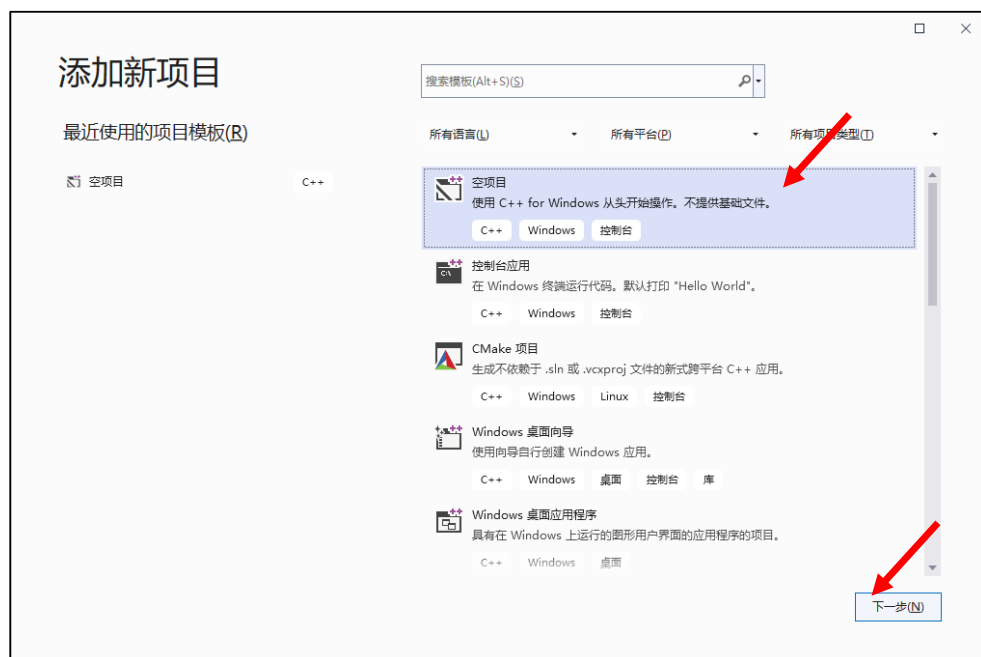 添加新项目
搜索模板(Alt+S)(S)
最近使用的项目模板(R)
所有语言(L) 所有平台(P) 所有项目类型(T)
空项目 C++
空项目
使用 C++ for Windows 从头开始操作。不提供基础文件。
C++ Windows 控制台
控制台应用
在 Windows 终端运行代码。默认打印 "Hello World"。
C++ Windows 控制台
CMake 项目
生成不依赖于 .sln 或 .vcxproj 文件的新式跨平台 C++ 应用。
C++ Windows Linux 控制台
Windows 桌面向导
使用向导自行创建 Windows 应用。
C++ Windows 桌面 控制台 库
Windows 桌面应用程序
具有在 Windows 上运行的图形用户界面的应用程序的项目。
C++ Windows 桌面
下一步(N)